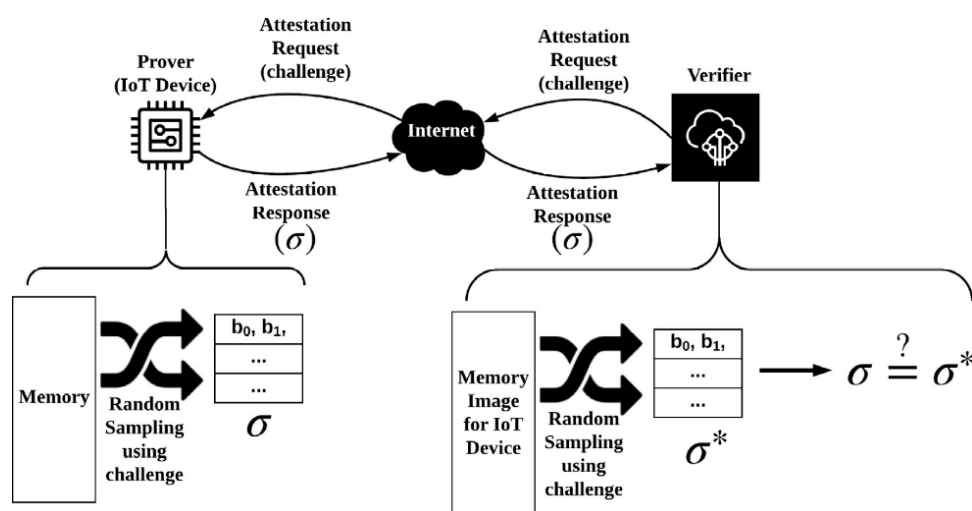 Attestation
Request
(challenge)
Attestation
Request
(challenge)
Prover
(IoT Device)
Verifier
Internet
Attestation
Response
(σ)
Attestation
Response
(σ)
Memory
Random
Sampling
using
challenge
b₀, b₁,
...
...
σ
Memory
Image
for IoT
Device
Random
Sampling
using
challenge
b₀, b₁,
...
...
σ*
σ ≟ σ*